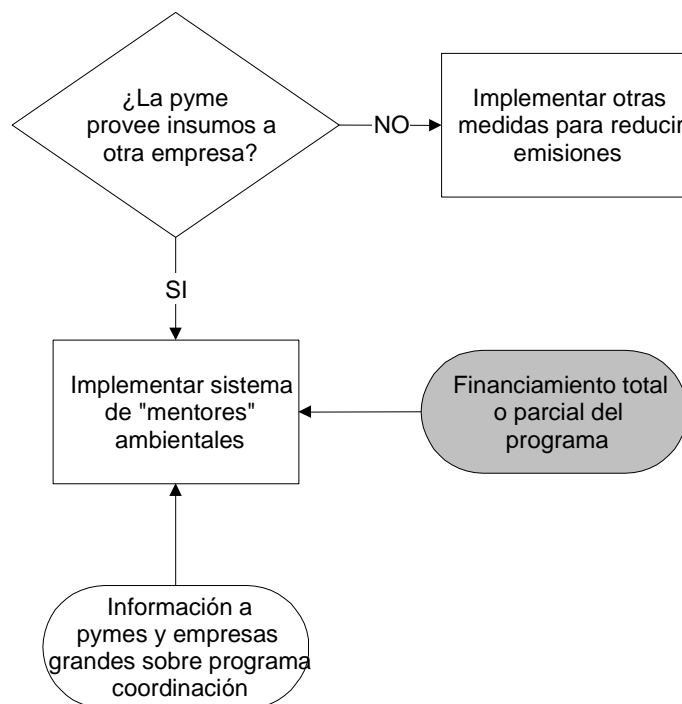 ¿La pyme
provee insumos a
otra empresa?
NO
Implementar otras
medidas para reducir
emisiones
SI
Implementar sistema
de "mentores"
ambientales
Financiamiento total
o parcial del
programa
Información a
pymes y empresas
grandes sobre programa
coordinación